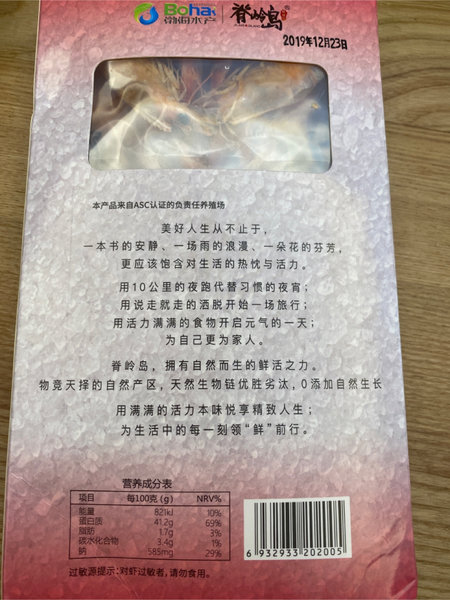 Bohai
渤海水产
脊岭岛
2019年12月23日
本产品来自ASC认证的负责任养殖场
美好人生从不止于，
一本书的安静、一场雨的浪漫、一朵花的芬芳，
更应该饱含对生活的热忱与活力。
用10公里的夜跑代替习惯的夜宵；
用说走就走的洒脱开始一场旅行；
用活力满满的食物开启元气的一天；
为自己更为家人。
脊岭岛，拥有自然而生的鲜活之力。
物竞天择的自然产区，天然生物链优胜劣汰，0添加自然生长
用满满的活力本味悦享精致人生；
为生活中的每一刻领“鲜”前行。
营养成分表
项目 每100克(g) NRV%
能量 821kJ 10%
蛋白质 41.2g 69%
脂肪 1.7g 3%
碳水化合物 3.4g 1%
钠 585mg 29%
6 932933 202005
过敏源提示：对虾过敏者，请勿食用。